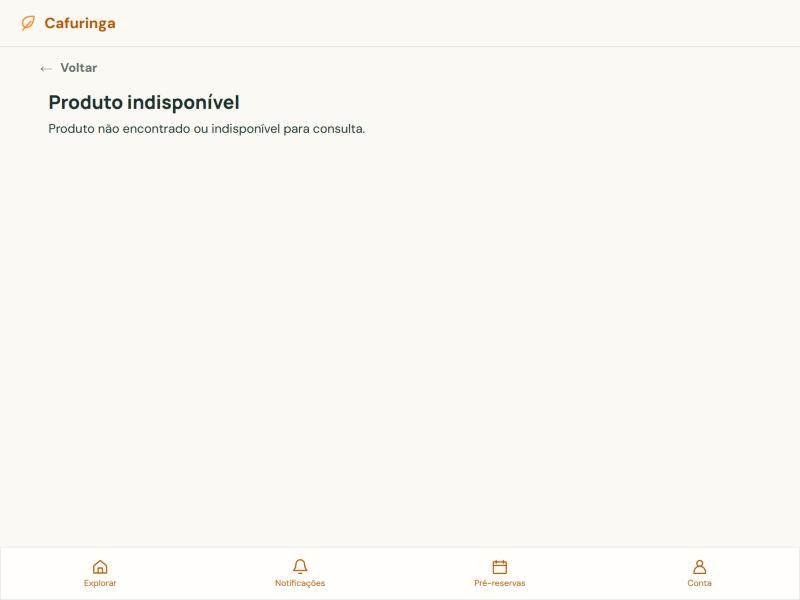 Cafuringa
← Voltar
Produto indisponível
Produto não encontrado ou indisponível para consulta.
Explorar
Notificações
Pré-reservas
Conta